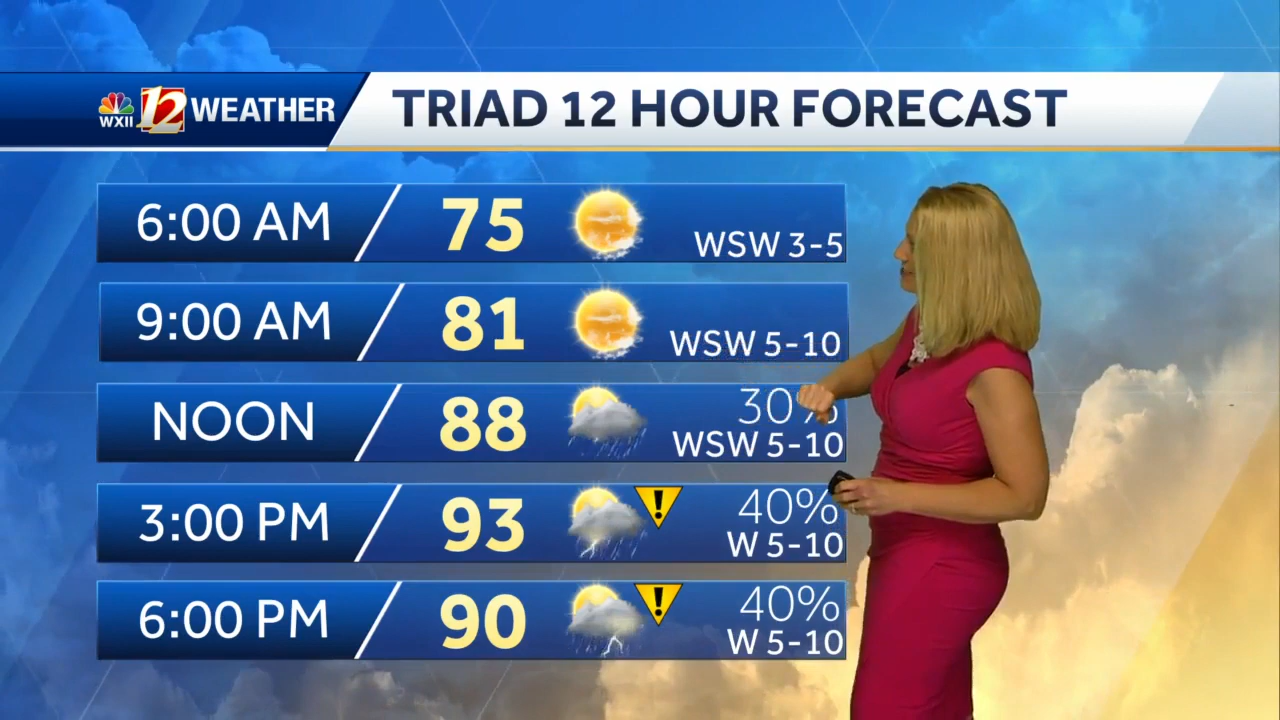 WXII 12 WEATHER
TRIAD 12 HOUR FORECAST
6:00 AM 75 WSW 3-5
9:00 AM 81 WSW 5-10
NOON 88 30%
WSW 5-10
3:00 PM 93 ! 40%
W 5-10
6:00 PM 90 ! 40%
W 5-10